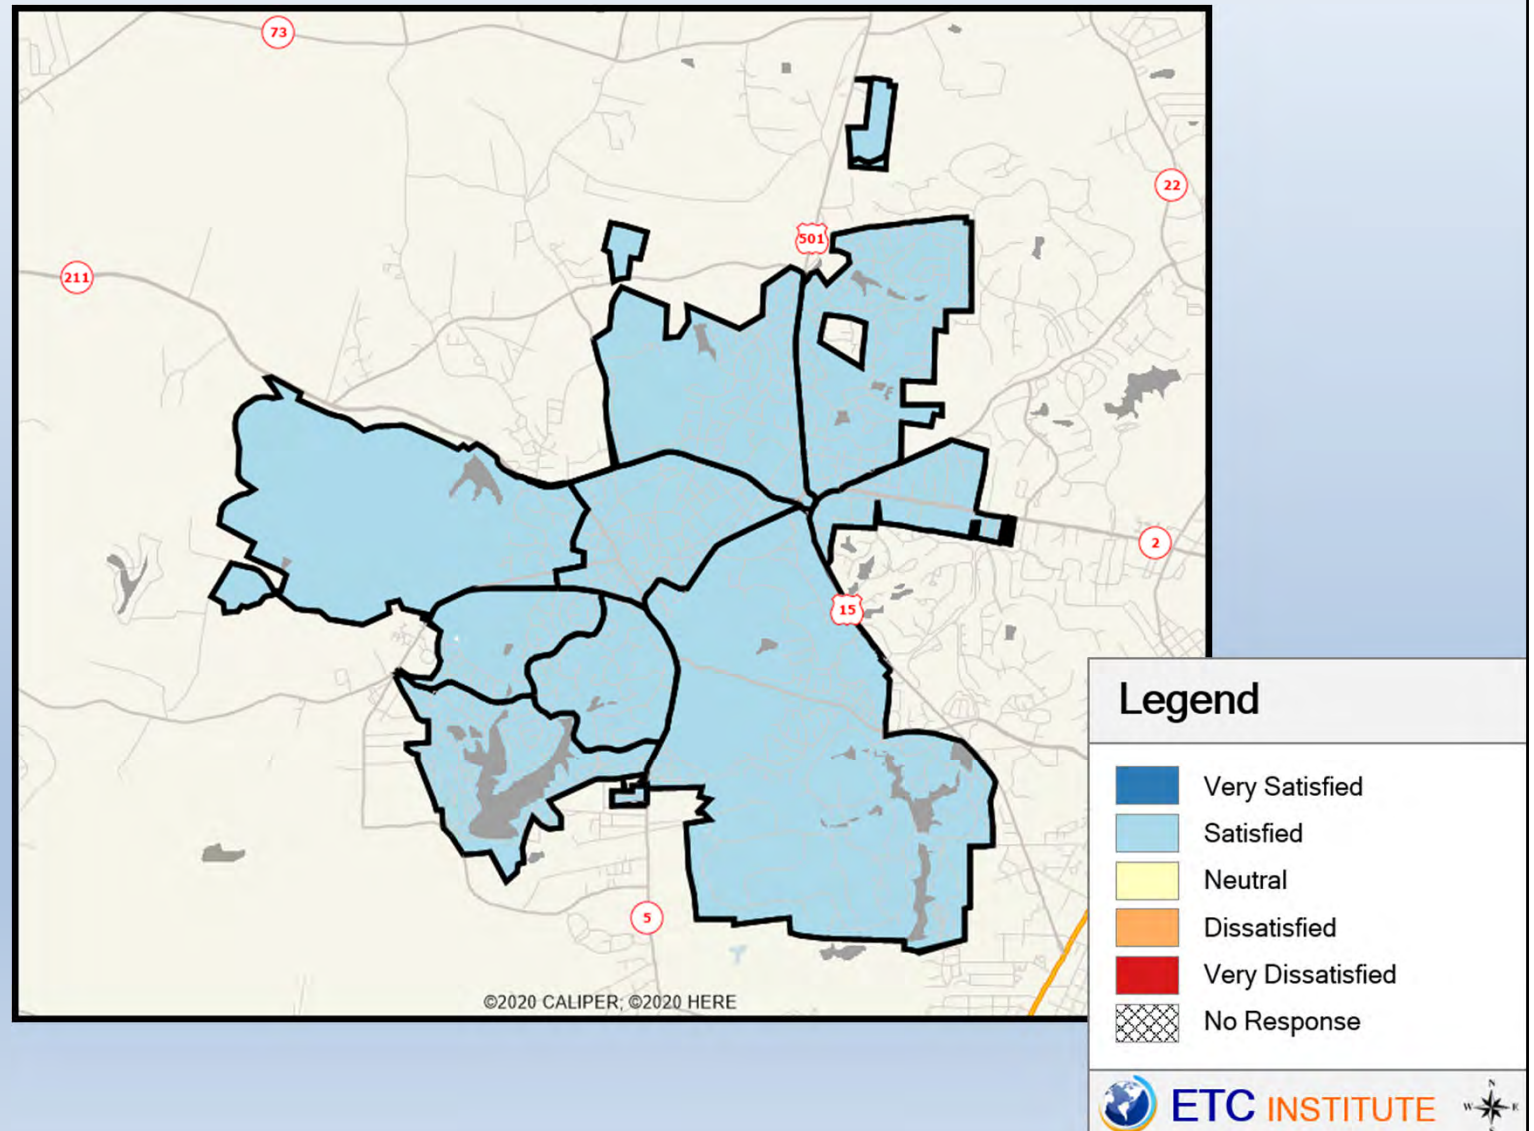 73
22
501
211
2
15
5
©2020 CALIPER; ©2020 HERE
Legend
Very Satisfied
Satisfied
Neutral
Dissatisfied
Very Dissatisfied
No Response
ETC INSTITUTE
N
W E
S